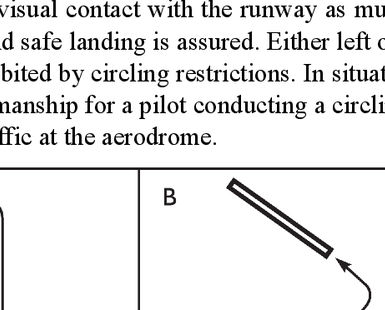 visual contact with the runway as mu
d safe landing is assured. Either left o
bited by circling restrictions. In situat
manship for a pilot conducting a circli
ffic at the aerodrome.
B